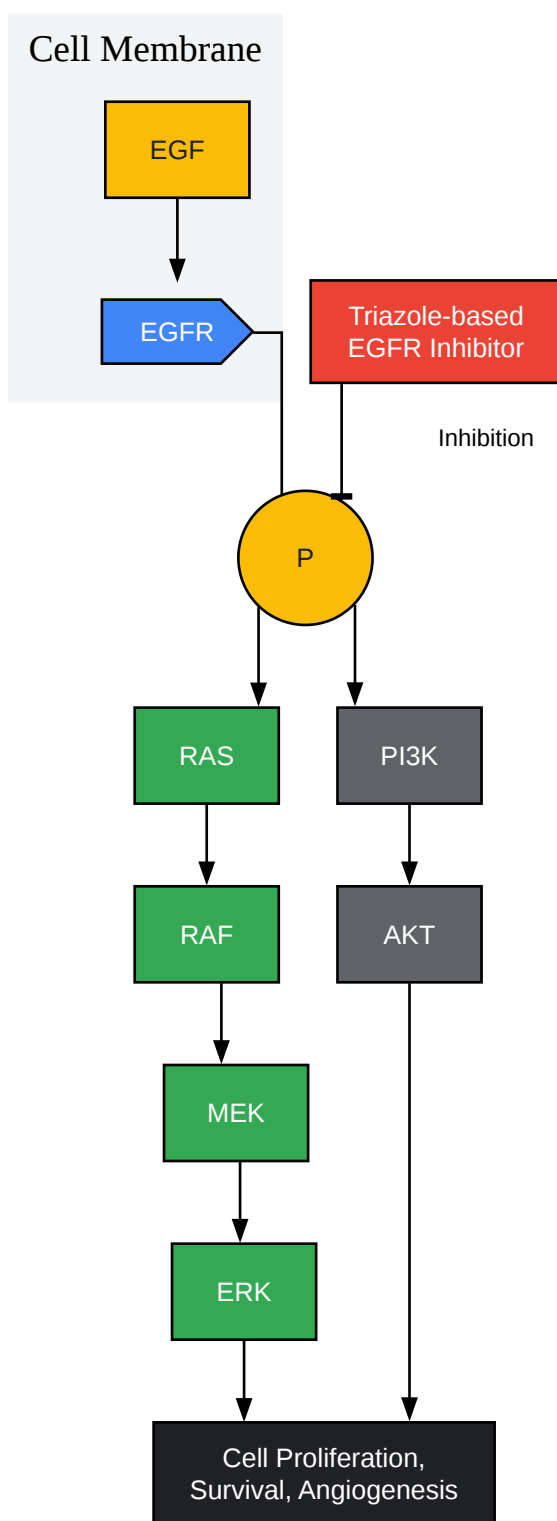 Cell Membrane
EGF
EGFR
Triazole-based
EGFR Inhibitor
Inhibition
P
RAS
PI3K
RAF
AKT
MEK
ERK
Cell Proliferation,
Survival, Angiogenesis